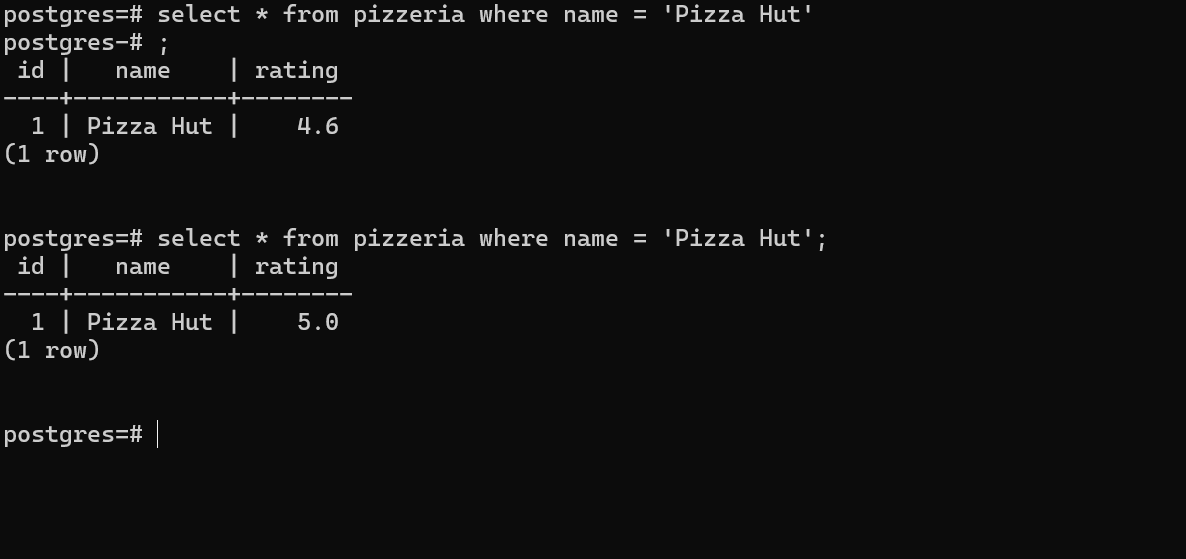 postgres=# select * from pizzeria where name = 'Pizza Hut'
postgres-# ;
 id |   name    | rating
----+-----------+--------
  1 | Pizza Hut |    4.6
(1 row)
postgres=# select * from pizzeria where name = 'Pizza Hut';
 id |   name    | rating
----+-----------+--------
  1 | Pizza Hut |    5.0
(1 row)
postgres=#